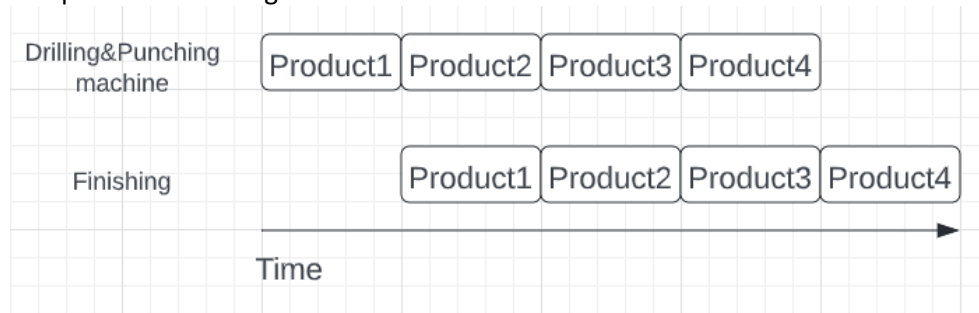 Drilling&Punching
machine
Product1 Product2 Product3 Product4
Finishing
Product1 Product2 Product3 Product4
Time